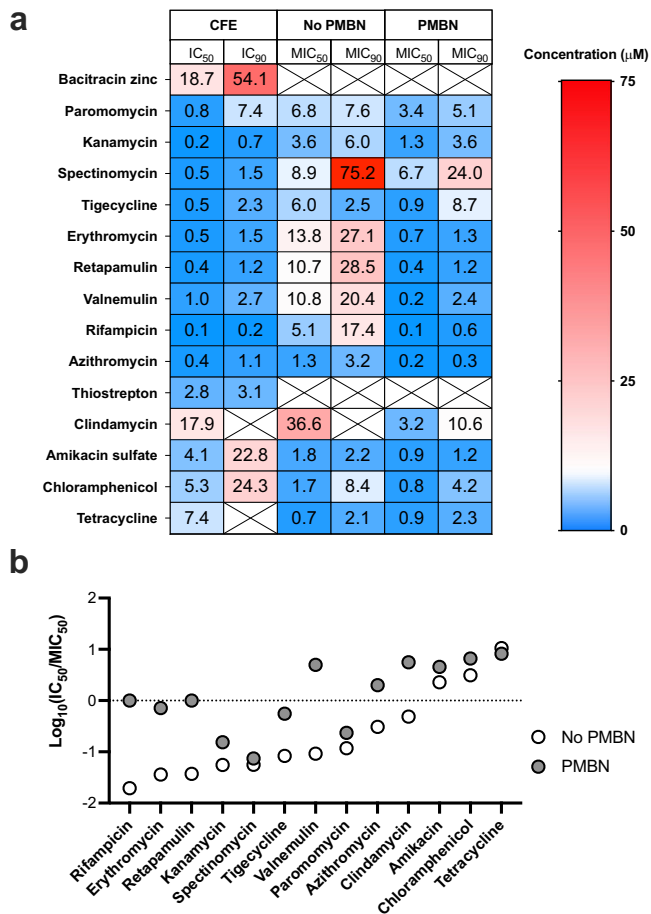 a
CFE No PMBN PMBN
IC50 IC90 MIC50 MIC90 MIC50 MIC90
Concentration (µM)
Bacitracin zinc 18.7 54.1
Paromomycin 0.8 7.4 6.8 7.6 3.4 5.1
Kanamycin 0.2 0.7 3.6 6.0 1.3 3.6
Spectinomycin 0.5 1.5 8.9 75.2 6.7 24.0
Tigecycline 0.5 2.3 6.0 2.5 0.9 8.7
Erythromycin 0.5 1.5 13.8 27.1 0.7 1.3
Retapamulin 0.4 1.2 10.7 28.5 0.4 1.2
Valnemulin 1.0 2.7 10.8 20.4 0.2 2.4
Rifampicin 0.1 0.2 5.1 17.4 0.1 0.6
Azithromycin 0.4 1.1 1.3 3.2 0.2 0.3
Thiostrepton 2.8 3.1
Clindamycin 17.9 36.6 3.2 10.6
Amikacin sulfate 4.1 22.8 1.8 2.2 0.9 1.2
Chloramphenicol 5.3 24.3 1.7 8.4 0.8 4.2
Tetracycline 7.4 0.7 2.1 0.9 2.3
75
50
25
0
b
Log10(IC50/MIC50)
2
1
0
-1
-2
No PMBN
PMBN
Rifampicin
Erythromycin
Retapamulin
Kanamycin
Spectinomycin
Tigecycline
Valnemulin
Paromomycin
Azithromycin
Clindamycin
Amikacin
Chloramphenicol
Tetracycline